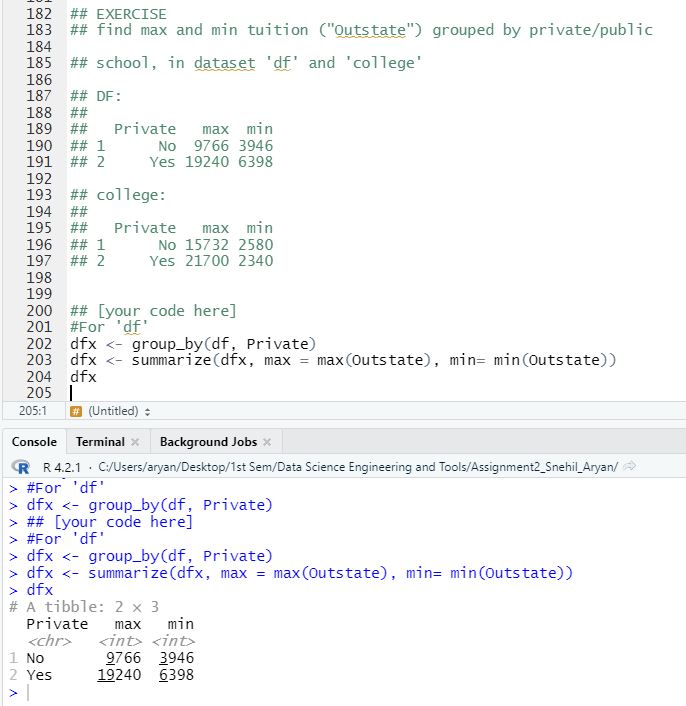 182 ## EXERCISE
183 ## find max and min tuition ("Outstate") grouped by private/public
184
185 ## school, in dataset 'df' and 'college'
186
187 ## DF:
188 ##
189 ##   Private   max  min
190 ## 1      No  9766 3946
191 ## 2     Yes 19240 6398
192
193 ## college:
194 ##
195 ##   Private   max  min
196 ## 1      No 15732 2580
197 ## 2     Yes 21700 2340
198
199
200 ## [your code here]
201 #For 'df'
202 dfx <- group_by(df, Private)
203 dfx <- summarize(dfx, max = max(Outstate), min= min(Outstate))
204 dfx
205
205:1 # (Untitled)
Console Terminal Background Jobs
R R 4.2.1 · C:/Users/aryan/Desktop/1st Sem/Data Science Engineering and Tools/Assignment2_Snehil_Aryan/
> #For 'df'
> dfx <- group_by(df, Private)
> ## [your code here]
> #For 'df'
> dfx <- group_by(df, Private)
> dfx <- summarize(dfx, max = max(Outstate), min= min(Outstate))
> dfx
# A tibble: 2 × 3
  Private   max   min
  <chr>   <int> <int>
1 No       9766  3946
2 Yes     19240  6398
>